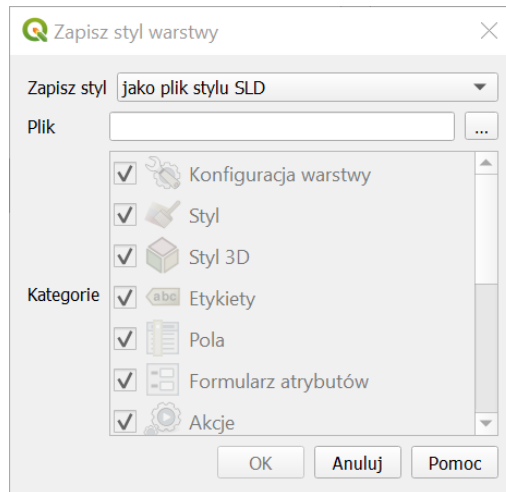 Zapisz styl warstwy
Zapisz styl jako plik stylu SLD
Plik
...
Konfiguracja warstwy
Styl
Styl 3D
Kategorie
abc Etykiety
Pola
Formularz atrybutów
Akcje
OK Anuluj Pomoc